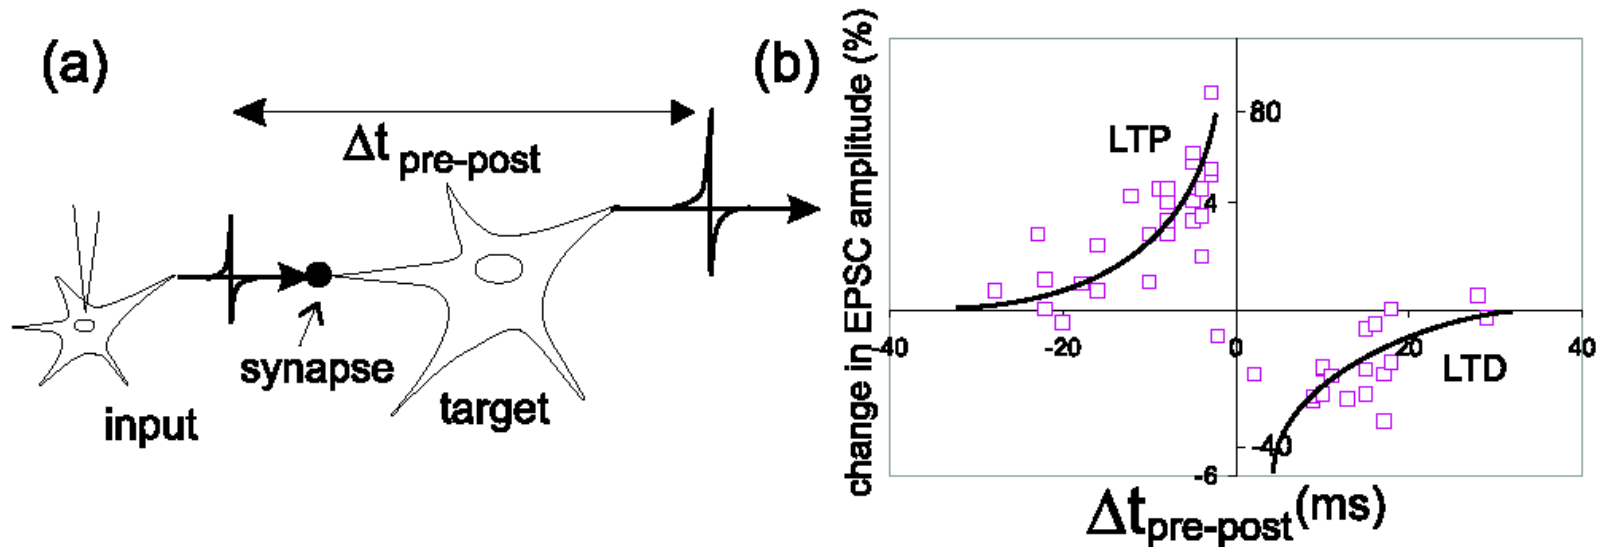 (a)
Δt pre-post
synapse
input
target
(b)
change in EPSC amplitude (%)
LTP
80
4
-40
-20
0
20
40
LTD
-40
-6
Δtpre-post(ms)